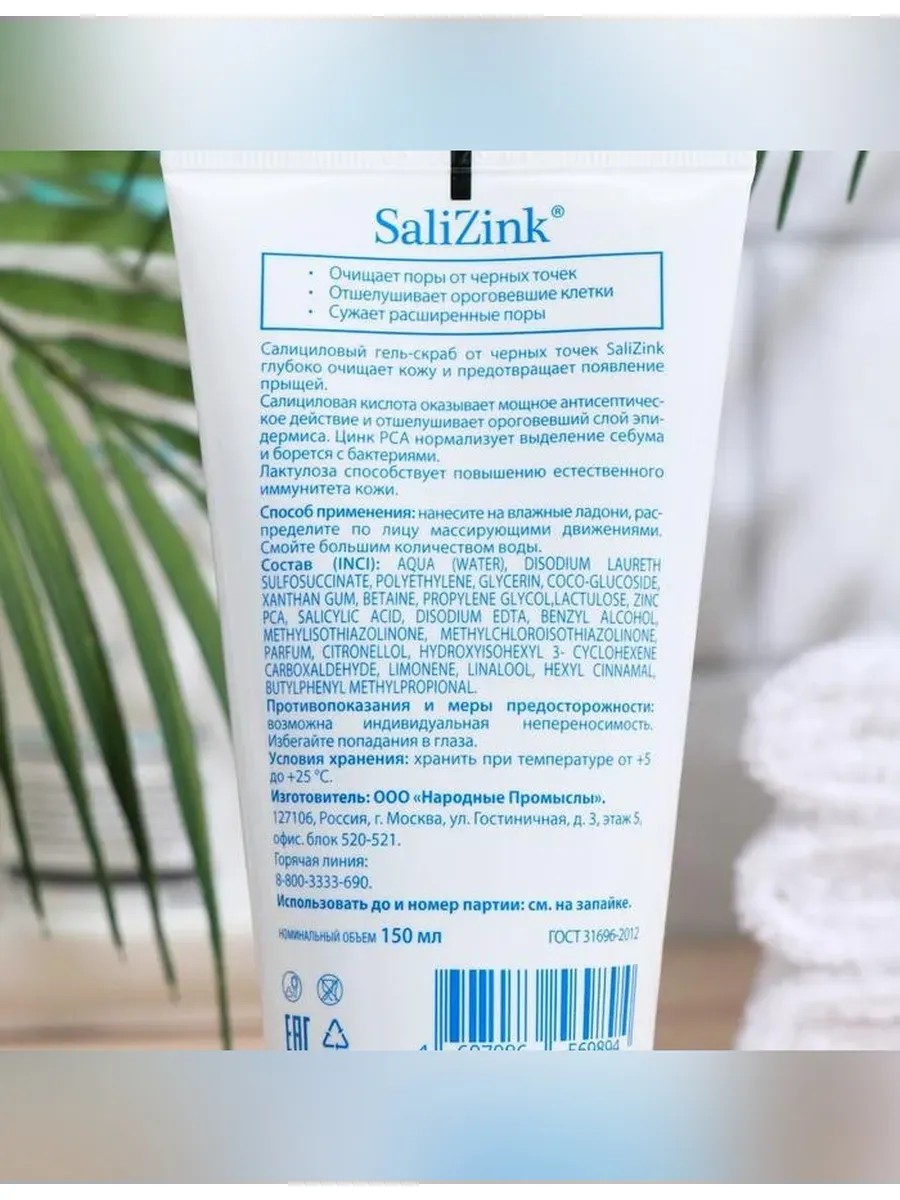 SaliZink®
• Очищает поры от черных точек
• Отшелушивает ороговевшие клетки
• Сужает расширенные поры
Салициловый гель-скраб от черных точек SaliZink
глубоко очищает кожу и предотвращает появление
прыщей.
Салициловая кислота оказывает мощное антисептичес-
кое действие и отшелушивает ороговевший слой эпи-
дермиса. Цинк PCA нормализует выделение себума
и борется с бактериями.
Лактулоза способствует повышению естественного
иммунитета кожи.
Способ применения: нанесите на влажные ладони, рас-
пределите по лицу массирующими движениями.
Смойте большим количеством воды.
Состав (INCI): AQUA (WATER), DISODIUM LAURETH
SULFOSUCCINATE, POLYETHYLENE, GLYCERIN, COCO-GLUCOSIDE,
XANTHAN GUM, BETAINE, PROPYLENE GLYCOL,LACTULOSE, ZINC
PCA, SALICYLIC ACID, DISODIUM EDTA, BENZYL ALCOHOL,
METHYLISOTHIAZOLINONE, METHYLCHLOROISOTHIAZOLINONE,
PARFUM, CITRONELLOL, HYDROXYISOHEXYL 3- CYCLOHEXENE
CARBOXALDEHYDE, LIMONENE, LINALOOL, HEXYL CINNAMAL,
BUTYLPHENYL METHYLPROPIONAL.
Противопоказания и меры предосторожности:
возможна индивидуальная непереносимость.
Избегайте попадания в глаза.
Условия хранения: хранить при температуре от +5
до +25 °С.
Изготовитель: ООО «Народные Промыслы».
127106, Россия, г. Москва, ул. Гостиничная, д. 3, этаж 5,
офис. блок 520-521.
Горячая линия:
8-800-3333-690.
Использовать до и номер партии: см. на запайке.
НОМИНАЛЬНЫЙ ОБЪЕМ 150 мл
ГОСТ 31696-2012
EAC